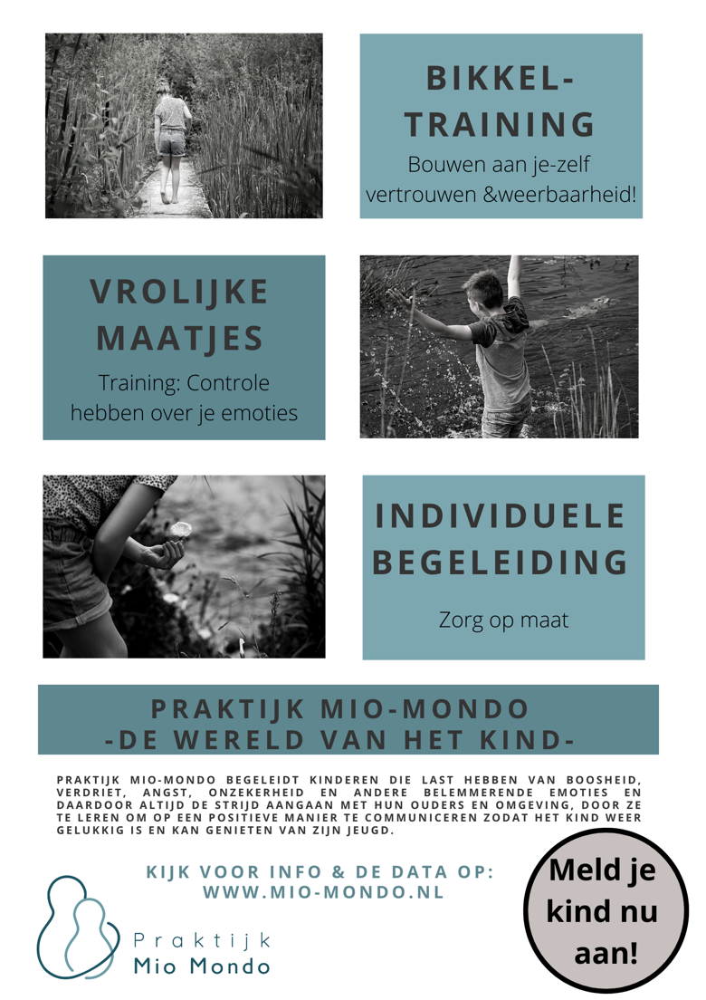 BIKKEL-
TRAINING
Bouwen aan je-zelf
vertrouwen &weerbaarheid!
VROLIJKE
MAATJES
Training: Controle
hebben over je emoties
INDIVIDUELE
BEGELEIDING
Zorg op maat
PRAKTIJK MIO-MONDO
-DE WERELD VAN HET KIND-
PRAKTIJK MIO-MONDO BEGELEIDT KINDEREN DIE LAST HEBBEN VAN BOOSHEID,
VERDRIET, ANGST, ONZEKERHEID EN ANDERE BELEMMERENDE EMOTIES EN
DAARDOOR ALTIJD DE STRIJD AANGAAN MET HUN OUDERS EN OMGEVING, DOOR ZE
TE LEREN OM OP EEN POSITIEVE MANIER TE COMMUNICEREN ZODAT HET KIND WEER
GELUKKIG IS EN KAN GENIETEN VAN ZIJN JEUGD.
KIJK VOOR INFO & DE DATA OP:
WWW.MIO-MONDO.NL
Meld je
kind nu
aan!
Praktijk
Mio Mondo